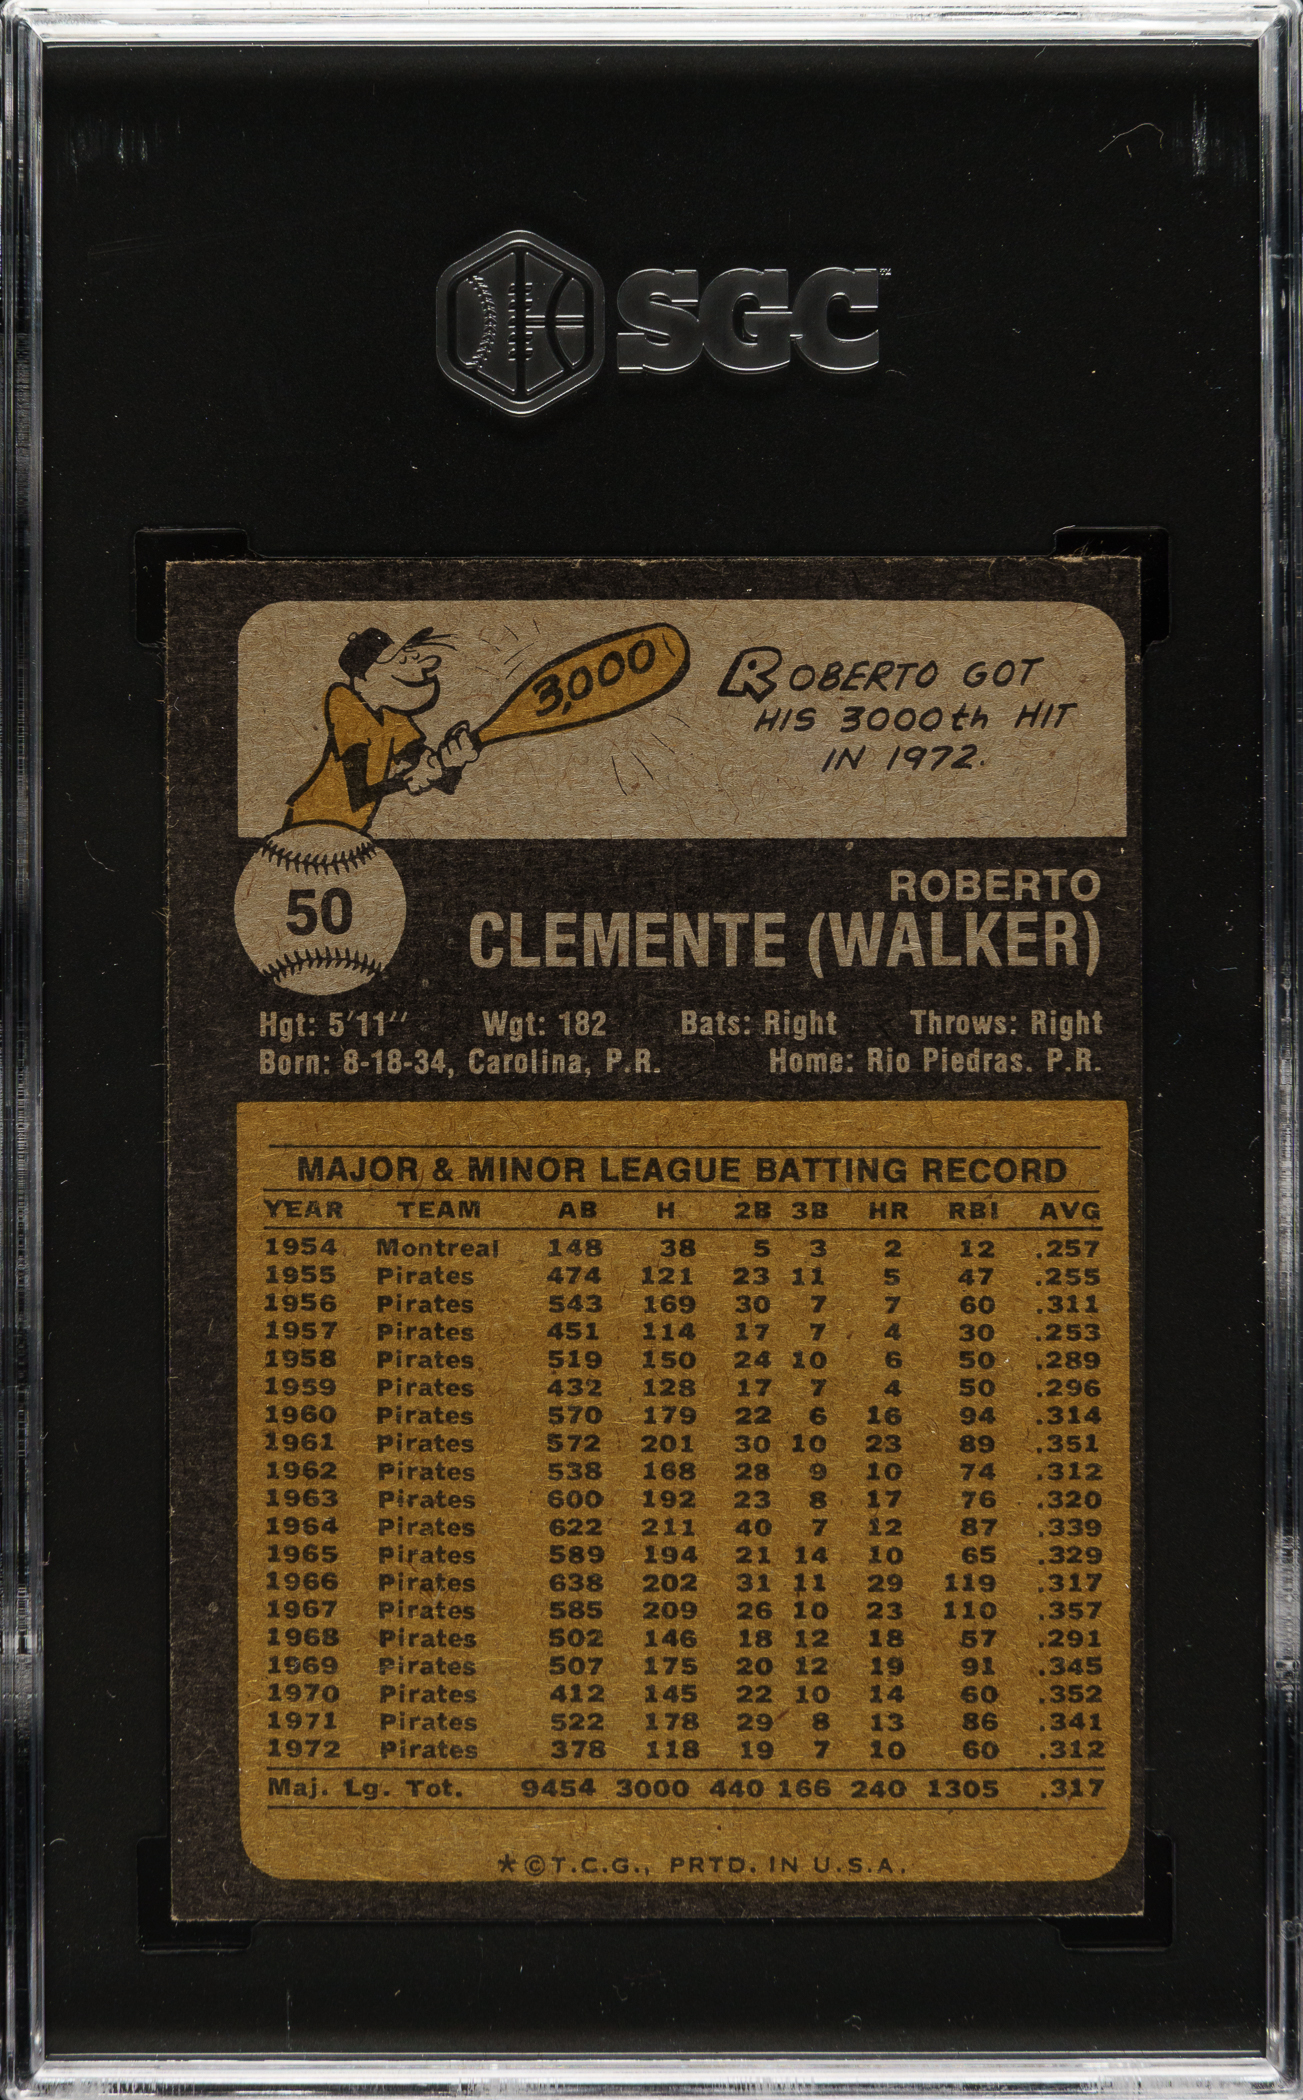 SGC™
3,000
ROBERTO GOT
HIS 3000th HIT
IN 1972.
50
ROBERTO
CLEMENTE (WALKER)
Hgt: 5'11" Wgt: 182 Bats: Right Throws: Right
Born: 8-18-34, Carolina, P.R. Home: Rio Piedras. P.R.
MAJOR & MINOR LEAGUE BATTING RECORD
YEAR TEAM AB H 2B 3B HR RBI AVG
1954 Montreal 148 38 5 3 2 12 .257
1955 Pirates 474 121 23 11 5 47 .255
1956 Pirates 543 169 30 7 7 60 .311
1957 Pirates 451 114 17 7 4 30 .253
1958 Pirates 519 150 24 10 6 50 .289
1959 Pirates 432 128 17 7 4 50 .296
1960 Pirates 570 179 22 6 16 94 .314
1961 Pirates 572 201 30 10 23 89 .351
1962 Pirates 538 168 28 9 10 74 .312
1963 Pirates 600 192 23 8 17 76 .320
1964 Pirates 622 211 40 7 12 87 .339
1965 Pirates 589 194 21 14 10 65 .329
1966 Pirates 638 202 31 11 29 119 .317
1967 Pirates 585 209 26 10 23 110 .357
1968 Pirates 502 146 18 12 18 57 .291
1969 Pirates 507 175 20 12 19 91 .345
1970 Pirates 412 145 22 10 14 60 .352
1971 Pirates 522 178 29 8 13 86 .341
1972 Pirates 378 118 19 7 10 60 .312
Maj. Lg. Tot. 9454 3000 440 166 240 1305 .317
*©T.C.G., PRTD. IN U.S.A.